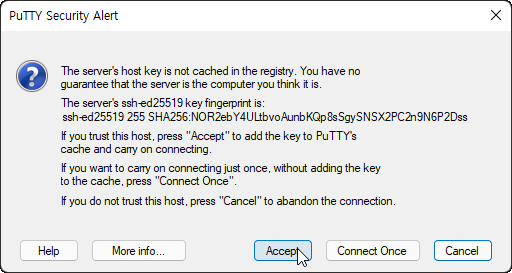 PuTTY Security Alert
The server's host key is not cached in the registry. You have no
guarantee that the server is the computer you think it is.
The server's ssh-ed25519 key fingerprint is:
ssh-ed25519 255 SHA256:NOR2ebY4ULtbvoAunbKQp8sSgySNSX2PC2n9N6P2Dss
If you trust this host, press "Accept" to add the key to PuTTY's
cache and carry on connecting.
If you want to carry on connecting just once, without adding the key
to the cache, press "Connect Once".
If you do not trust this host, press "Cancel" to abandon the connection.
Help More info... Accept Connect Once Cancel